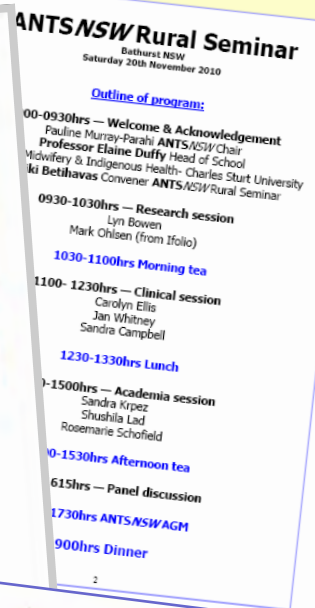 ANTSNSW Rural Seminar
Bathurst NSW
Saturday 20th November 2010
Outline of program:
00-0930hrs — Welcome & Acknowledgement
Pauline Murray-Parahi ANTSNSW Chair
Professor Elaine Duffy Head of School
Midwifery & Indigenous Health- Charles Sturt University
ki Betihavas Convener ANTSNSW Rural Seminar
0930-1030hrs — Research session
Lyn Bowen
Mark Ohlsen (from Ifolio)
1030-1100hrs Morning tea
1100- 1230hrs — Clinical session
Carolyn Ellis
Jan Whitney
Sandra Campbell
1230-1330hrs Lunch
0-1500hrs — Academia session
Sandra Krpez
Shushila Lad
Rosemarie Schofield
00-1530hrs Afternoon tea
615hrs — Panel discussion
1730hrs ANTSNSW AGM
900hrs Dinner
2